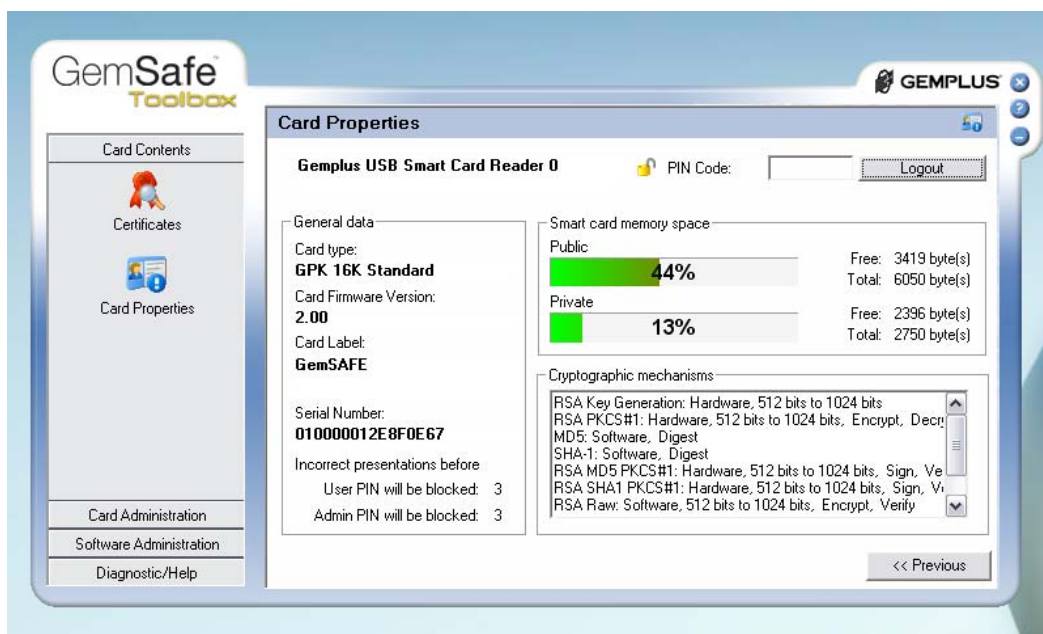 GemSafe™
Toolbox
GEMPLUS
Card Contents
Certificates
Card Properties
Card Administration
Software Administration
Diagnostic/Help
Card Properties
Gemplus USB Smart Card Reader 0
PIN Code:
Logout
General data
Card type:
GPK 16K Standard
Card Firmware Version:
2.00
Card Label:
GemSAFE
Serial Number:
010000012E8F0E67
Incorrect presentations before
User PIN will be blocked: 3
Admin PIN will be blocked: 3
Smart card memory space
Public
44%
Free: 3419 byte(s)
Total: 6050 byte(s)
Private
13%
Free: 2396 byte(s)
Total: 2750 byte(s)
Cryptographic mechanisms
RSA Key Generation: Hardware, 512 bits to 1024 bits
RSA PKCS#1: Hardware, 512 bits to 1024 bits, Encrypt, Decr
MD5: Software, Digest
SHA-1: Software, Digest
RSA MD5 PKCS#1: Hardware, 512 bits to 1024 bits, Sign, Ve
RSA SHA1 PKCS#1: Hardware, 512 bits to 1024 bits, Sign, V
RSA Raw: Software, 512 bits to 1024 bits, Encrypt, Verify
<< Previous